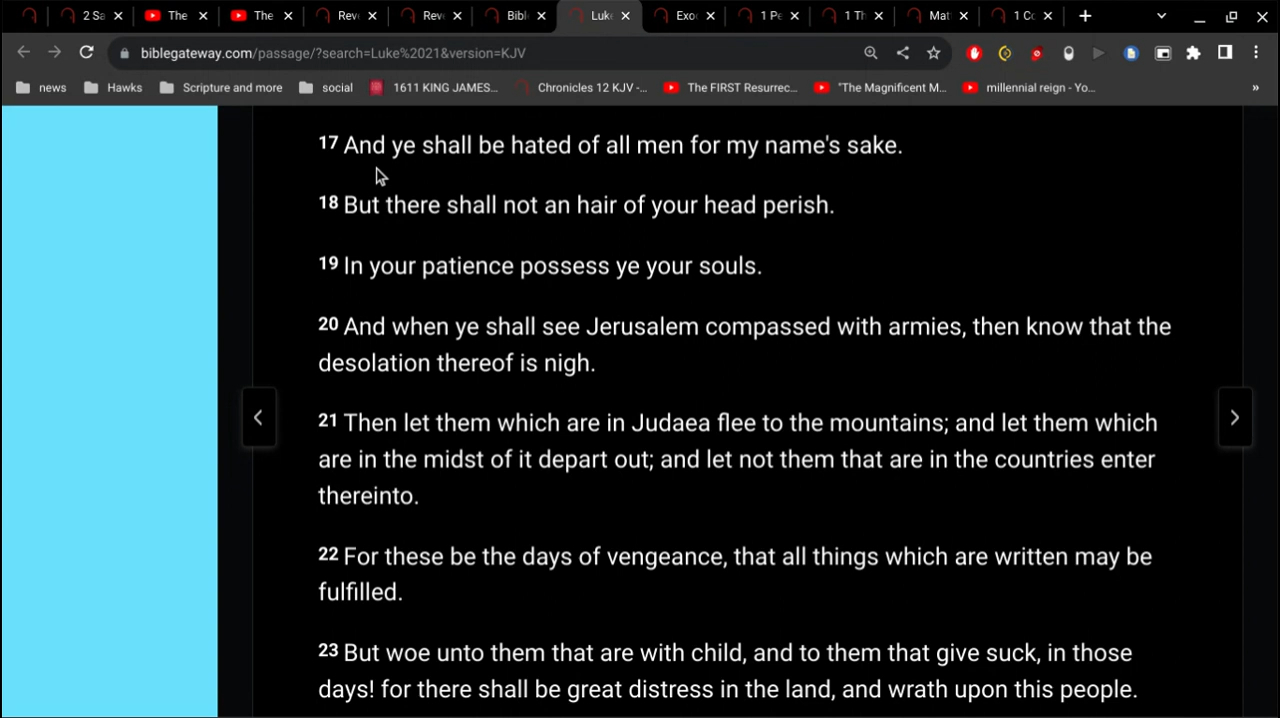 2 Sa
The
The
Rev
Rev
Bibl
Luk
Exo
1 Pe
1 Th
Mat
1 Co
biblegateway.com/passage/?search=Luke%2021&version=KJV
news
Hawks
Scripture and more
social
1611 KING JAMES...
Chronicles 12 KJV -...
The FIRST Resurrec...
"The Magnificent M...
millennial reign - Yo...
»
17 And ye shall be hated of all men for my name's sake.
18 But there shall not an hair of your head perish.
19 In your patience possess ye your souls.
20 And when ye shall see Jerusalem compassed with armies, then know that the
desolation thereof is nigh.
21 Then let them which are in Judaea flee to the mountains; and let them which
are in the midst of it depart out; and let not them that are in the countries enter
thereinto.
22 For these be the days of vengeance, that all things which are written may be
fulfilled.
23 But woe unto them that are with child, and to them that give suck, in those
days! for there shall be great distress in the land, and wrath upon this people.